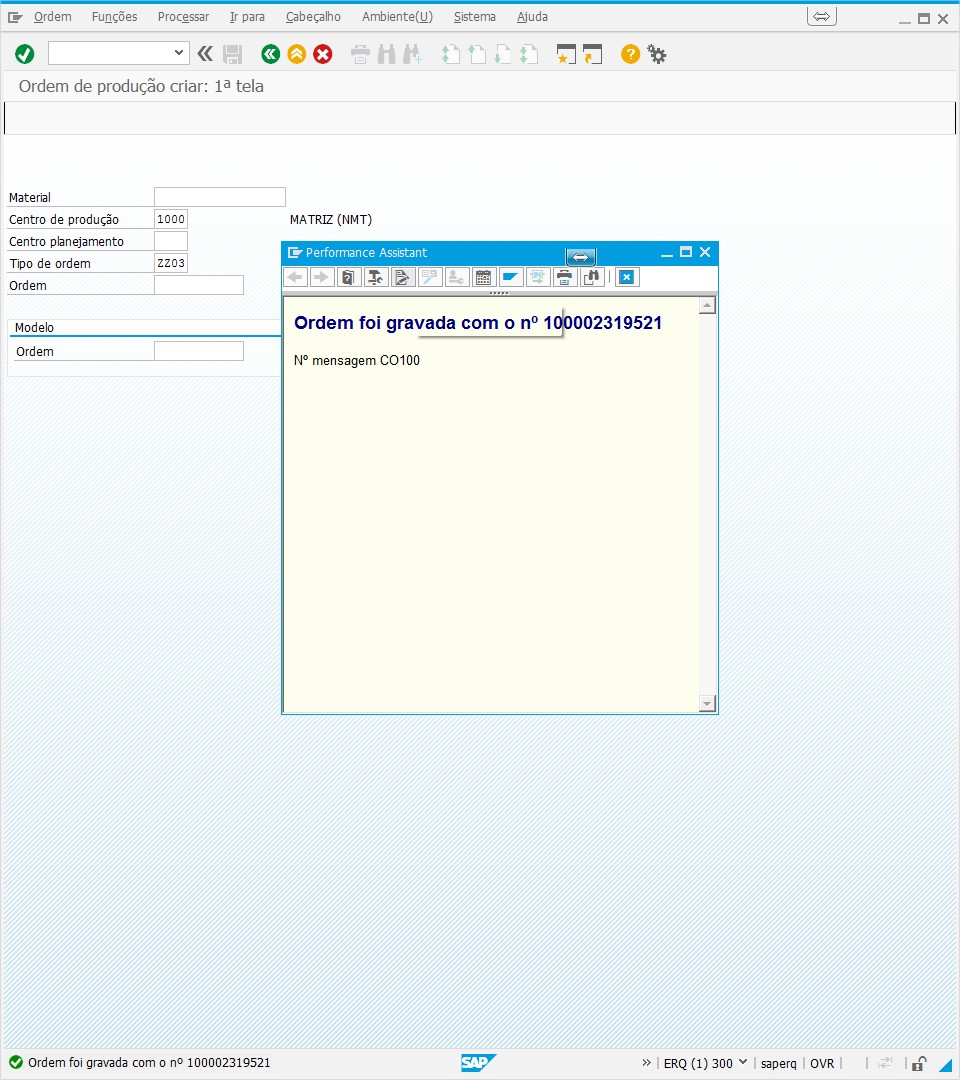 Ordem Funções Processar Ir para Cabeçalho Ambiente(U) Sistema Ajuda
Ordem de produção criar: 1ª tela
Material
Centro de produção 1000 MATRIZ (NMT)
Centro planejamento
Tipo de ordem ZZ03
Ordem
Modelo
Ordem
Performance Assistant
Ordem foi gravada com o nº 100002319521
Nº mensagem CO100
Ordem foi gravada com o nº 100002319521 SAP ERQ (1) 300 saperq OVR